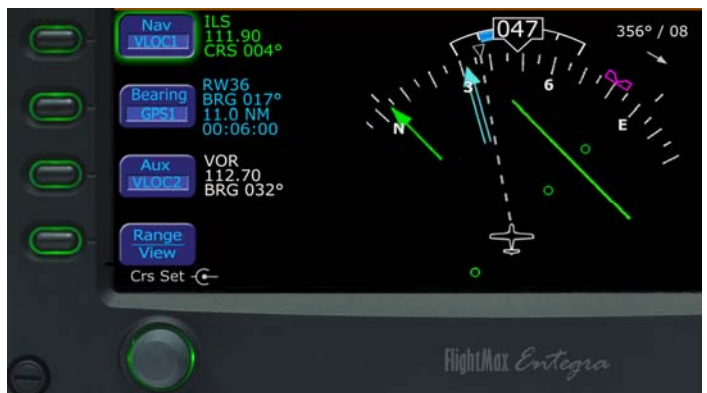 Nav
VLOC1
ILS
111.90
CRS 004°
Bearing
GPS1
RW36
BRG 017°
11.0 NM
00:06:00
Aux
VLOC2
VOR
112.70
BRG 032°
Range
View
Crs Set
047
356° / 08
N
3
6
E
FlightMax Entegra